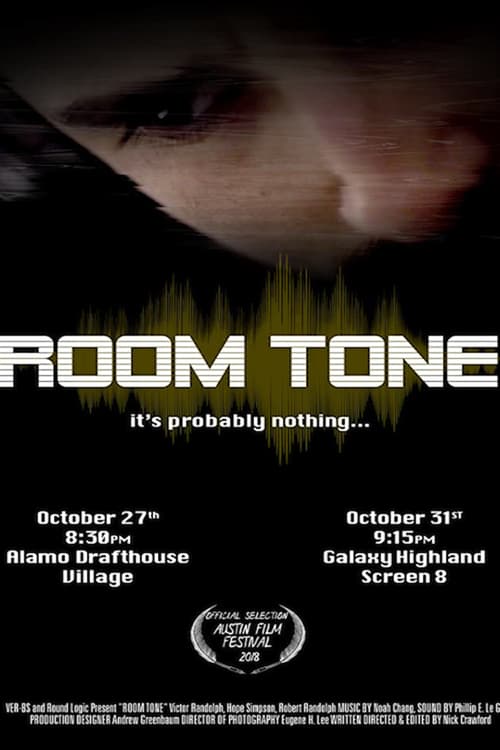 ROOM TONE
it's probably nothing...
October 27th
8:30PM
Alamo Drafthouse
Village
October 31ST
9:15PM
Galaxy Highland
Screen 8
OFFICIAL SELECTION
AUSTIN FILM
FESTIVAL
2018
VER-BS and Round Logic Present "ROOM TONE" Victor Randolph, Hope Simpson, Robert Randolph MUSIC BY Noah Chang, SOUND BY Phillip E. Le G
PRODUCTION DESIGNER Andrew Greenbaum DIRECTOR OF PHOTOGRAPHY Eugene H. Lee WRITTEN DIRECTED & EDITED BY Nick Crawford